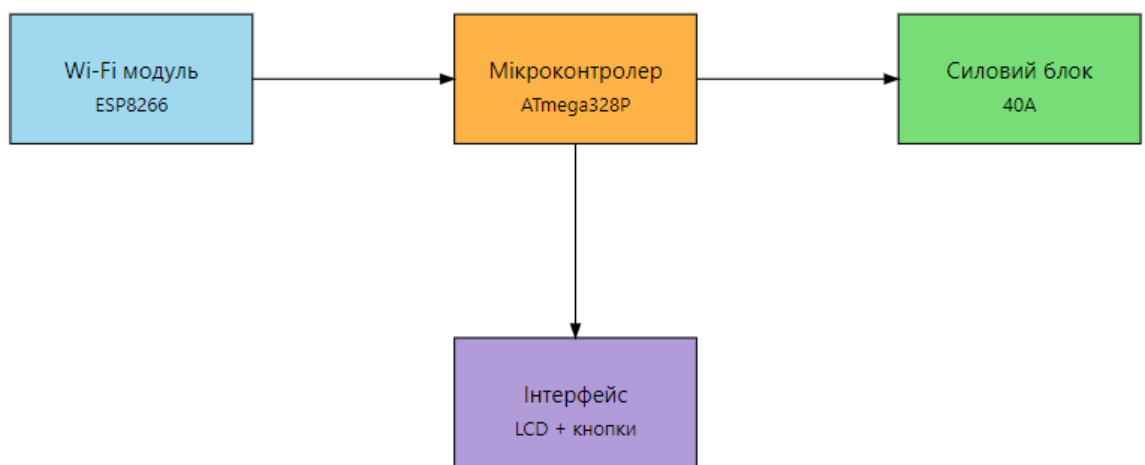 Wi-Fi модуль
ESP8266
Мікроконтролер
ATmega328P
Силовий блок
40A
Інтерфейс
LCD + кнопки